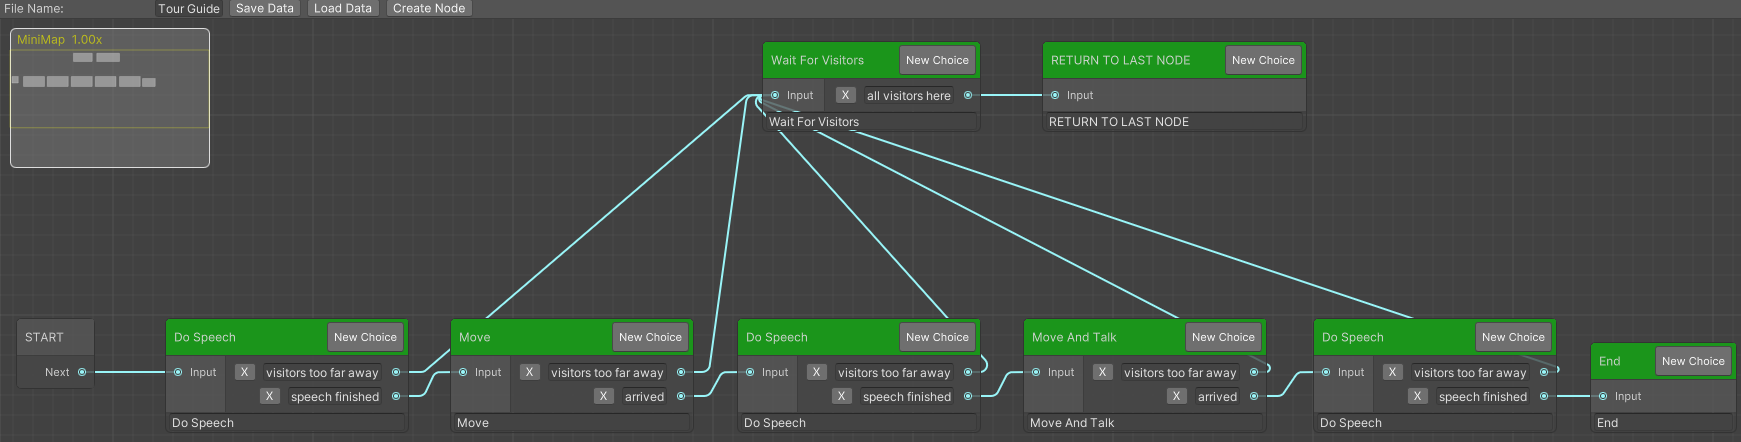 File Name: Tour Guide Save Data Load Data Create Node
MiniMap 1.00x
Wait For Visitors New Choice
Input X all visitors here
Wait For Visitors
RETURN TO LAST NODE New Choice
Input
RETURN TO LAST NODE
START
Next
Do Speech New Choice
Input X visitors too far away
X speech finished
Do Speech
Move New Choice
Input X visitors too far away
X arrived
Move
Do Speech New Choice
Input X visitors too far away
X speech finished
Do Speech
Move And Talk New Choice
Input X visitors too far away
X arrived
Move And Talk
Do Speech New Choice
Input X visitors too far away
X speech finished
Do Speech
End New Choice
Input
End